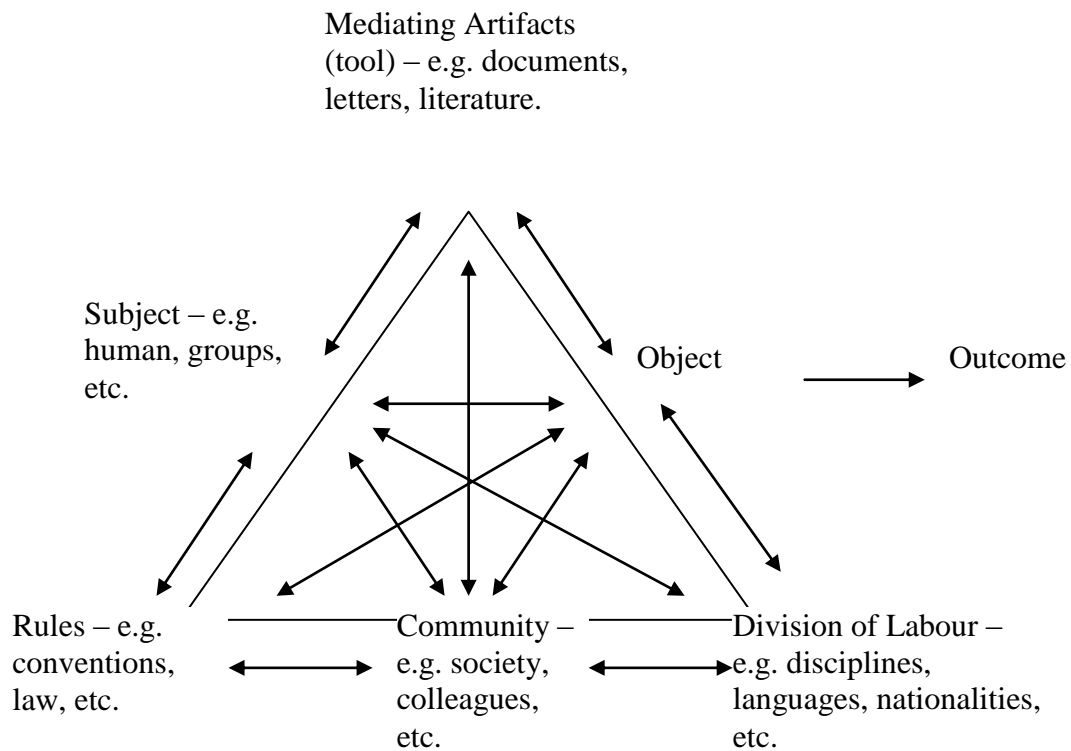 Mediating Artifacts
(tool) – e.g. documents,
letters, literature.
Subject – e.g.
human, groups,
etc.
Object
Outcome
Rules – e.g.
conventions,
law, etc.
Community –
e.g. society,
colleagues,
etc.
Division of Labour –
e.g. disciplines,
languages, nationalities,
etc.